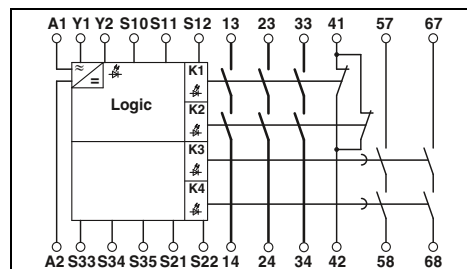 A1 Y1 Y2 S10 S11 S12 13 23 33 41 57 67
≈
=
K1
Logic
K2
K3
K4
A2 S33 S34 S35 S21 S22 14 24 34 42 58 68